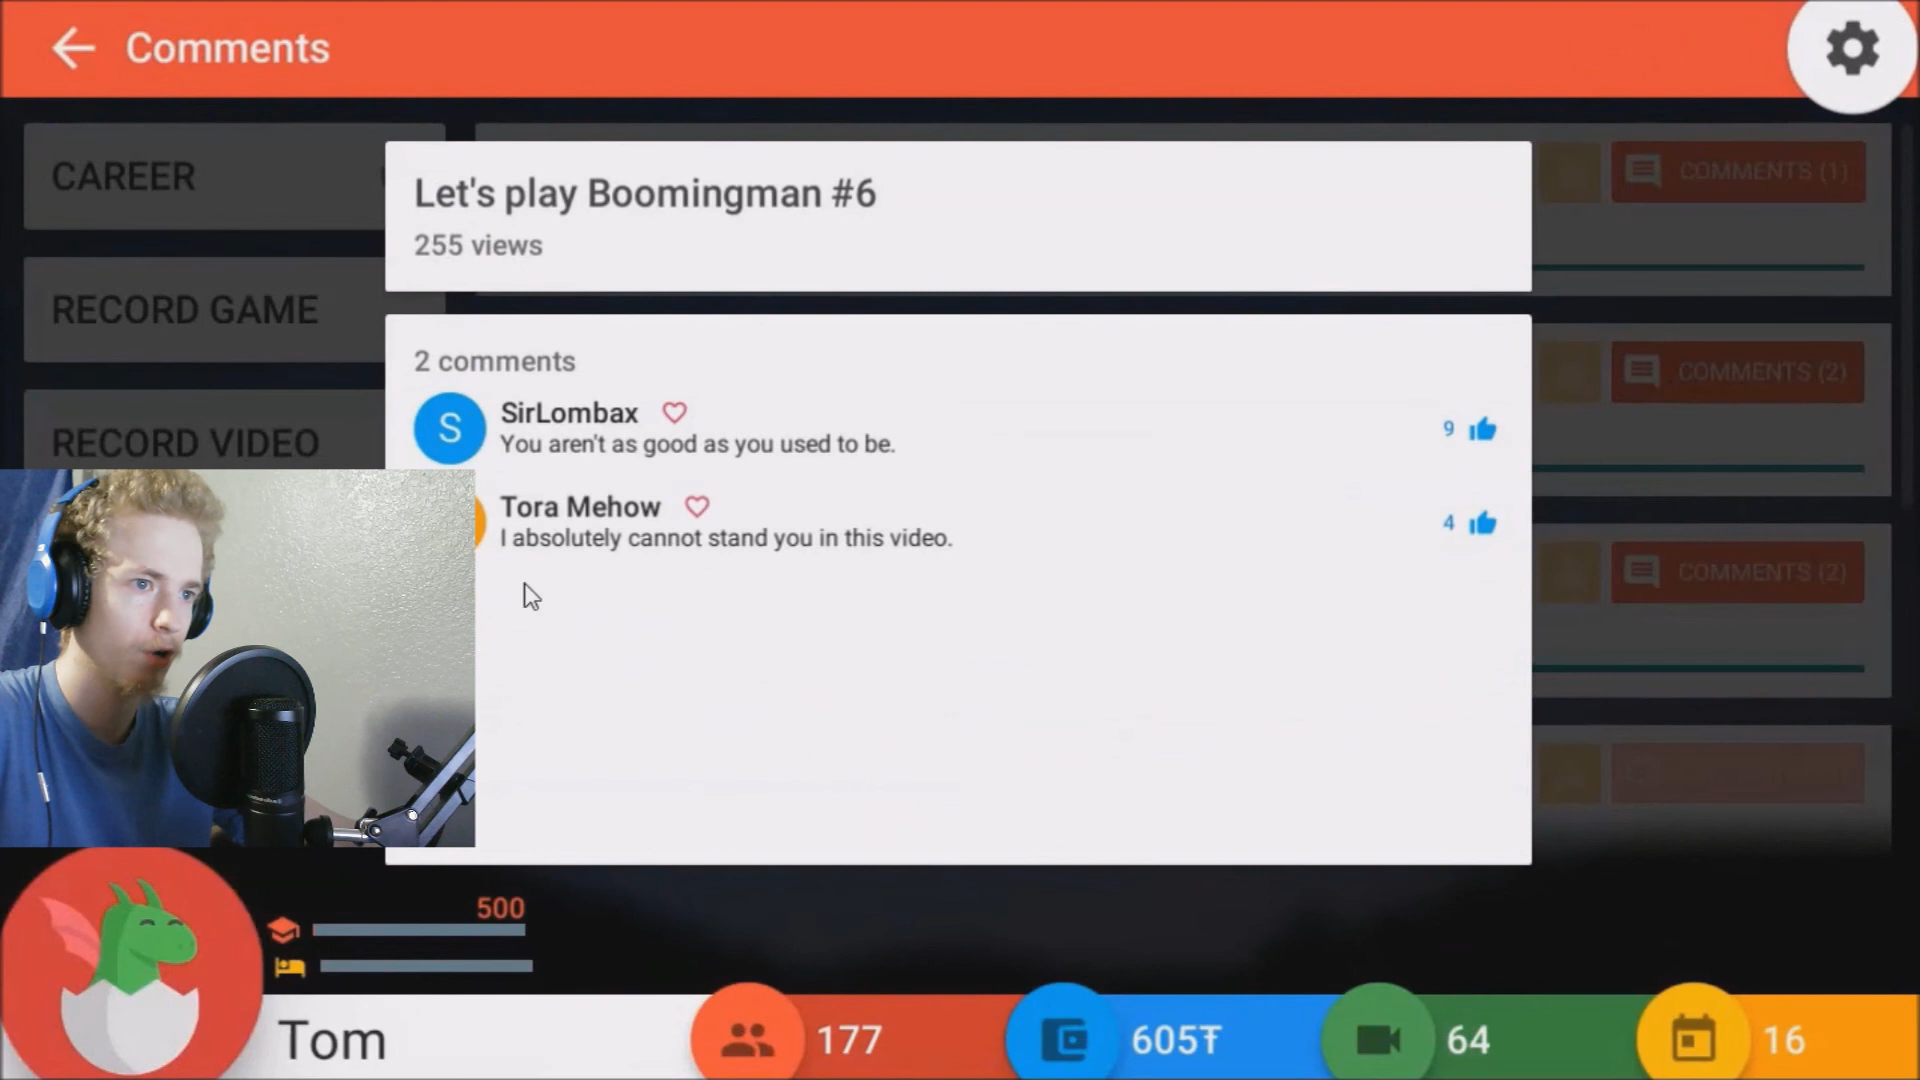 Comments
CAREER
RECORD GAME
RECORD VIDEO
Let's play Boomingman #6
255 views
2 comments
S
SirLombax
You aren't as good as you used to be.
9
Tora Mehow
I absolutely cannot stand you in this video.
4
COMMENTS (1)
COMMENTS (2)
COMMENTS (2)
500
Tom
177
605Ŧ
64
16